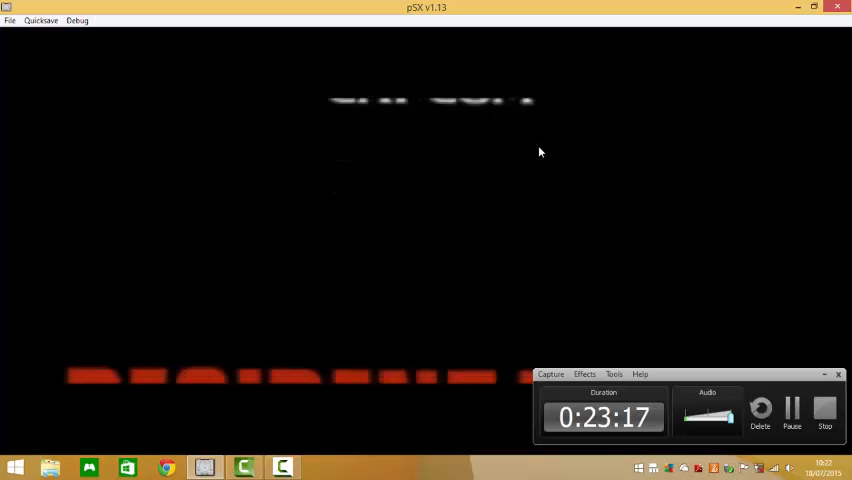 pSX v1.13
File Quicksave Debug
Capture Effects Tools Help
Duration
Audio
0:23:17
Delete
Pause
Stop
10:22
18/07/2015